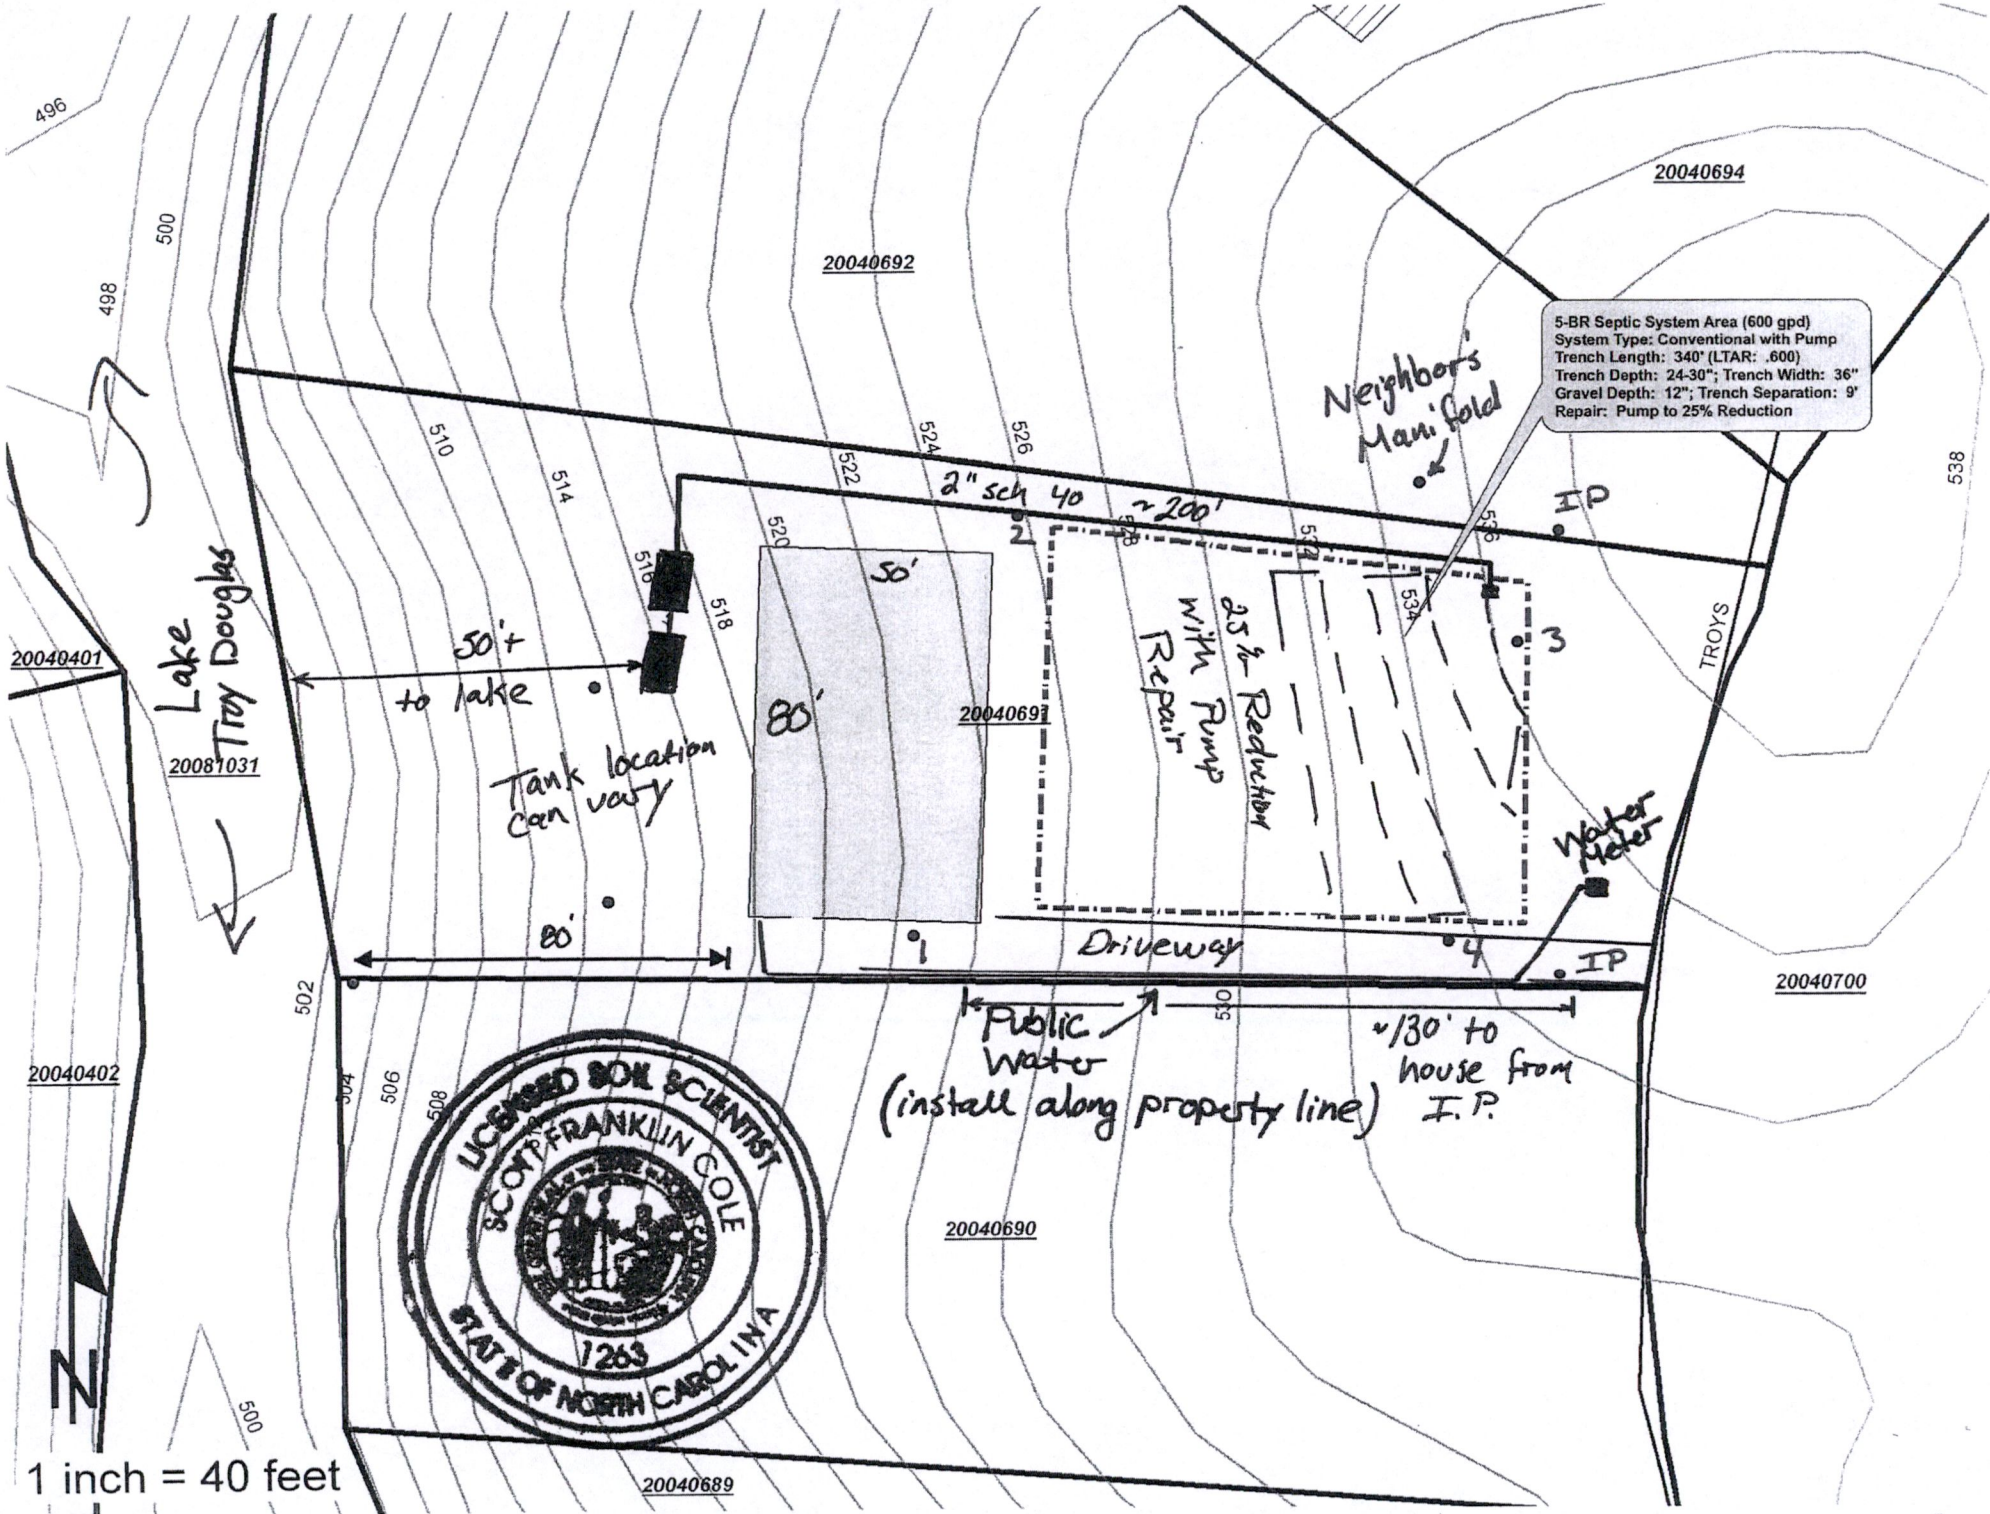 496
20040694
500
20040692
498
5-BR Septic System Area (600 gpd)
System Type: Conventional with Pump
Trench Length: 340' (LTAR: .600)
Trench Depth: 24-30"; Trench Width: 36"
Gravel Depth: 12"; Trench Separation: 9'
Repair: Pump to 25% Reduction
Neighbor's
Manifold
510
514
522
524
526
538
2" sch 40 ~200'
IP
2
520
528
532
536
516
518
50'
534
3
Lake
Troy Douglas
20040401
20081031
50'+
to lake
80'
25% Reduction
with Pump
Repair
TROYS
Tank location
can vary
Water
Meter
80'
1
Driveway
4
IP
502
20040700
Public
Water
(install along property line)
530
~130' to
house from
I.P.
20040402
504
506
508
LICENSED SOIL SCIENTIST
SCOTT FRANKLIN COLE
1263
STATE OF NORTH CAROLINA
20040690
N
500
1 inch = 40 feet
20040689